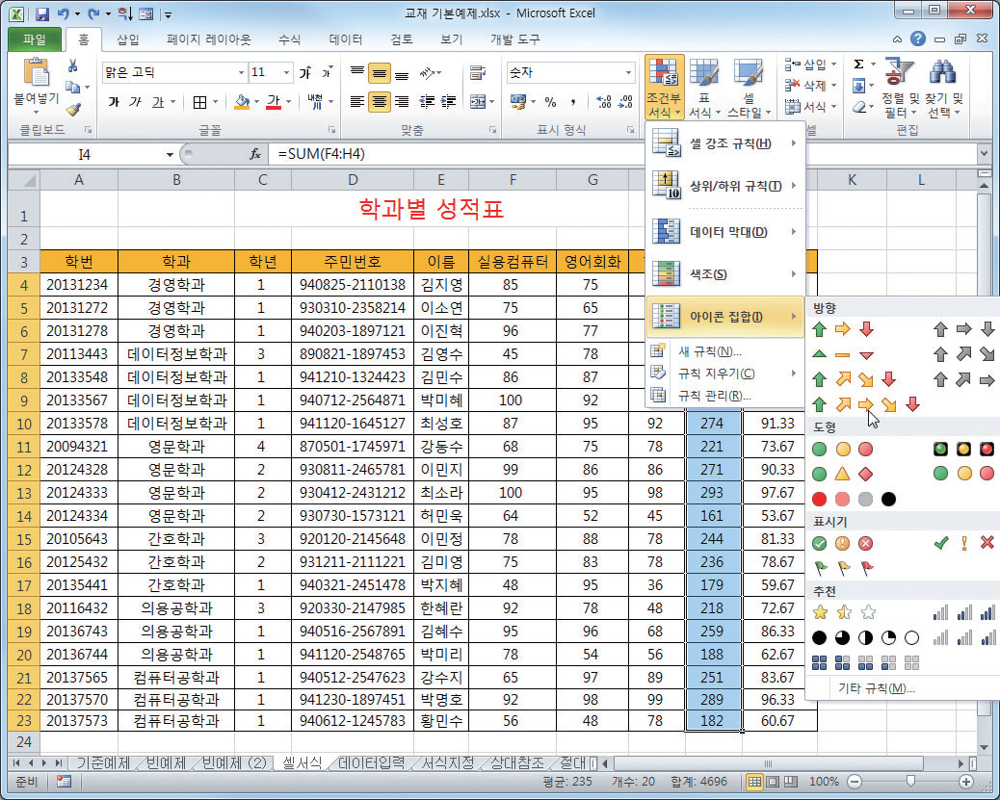 교재 기본예제.xlsx - Microsoft Excel
파일 홈 삽입 페이지 레이아웃 수식 데이터 검토 보기 개발 도구
붙여넣기 맑은 고딕 11 가 가 숫자 조건부 서식 표 서식 셀 스타일 삽입 삭제 서식 정렬 및 필터 찾기 및 선택
가 가 가 가 내천 % ,
클립보드 글꼴 맞춤 표시 형식 셀 편집
I4 fx =SUM(F4:H4)
A B C D E F G K L
1 학과별 성적표
2
3 학번 학과 학년 주민번호 이름 실용컴퓨터 영어회화
4 20131234 경영학과 1 940825-2110138 김지영 85 75
5 20131272 경영학과 1 930310-2358214 이소연 75 65
6 20131278 경영학과 1 940203-1897121 이진혁 96 77
7 20113443 데이터정보학과 3 890821-1897453 김영수 45 78
8 20133548 데이터정보학과 1 941210-1324423 김민수 86 87
9 20133567 데이터정보학과 1 940712-2564871 박미혜 100 92
10 20133578 데이터정보학과 1 941120-1645127 최성호 87 95 92 274 91.33
11 20094321 영문학과 4 870501-1745971 강동수 68 75 78 221 73.67
12 20124328 영문학과 2 930811-2465781 이민지 99 86 86 271 90.33
13 20124333 영문학과 2 930412-2431212 최소라 100 95 98 293 97.67
14 20124334 영문학과 2 930730-1573121 허민욱 64 52 45 161 53.67
15 20105643 간호학과 3 920120-2145648 이민정 78 88 78 244 81.33
16 20125432 간호학과 2 931211-2111221 김미영 75 83 78 236 78.67
17 20135441 간호학과 1 940321-2451478 박지혜 48 95 36 179 59.67
18 20116432 의용공학과 3 920330-2147985 한혜란 92 78 48 218 72.67
19 20136743 의용공학과 1 940516-2567891 김혜수 95 96 68 259 86.33
20 20136744 의용공학과 1 941120-2548765 박미리 78 54 56 188 62.67
21 20137565 컴퓨터공학과 1 940512-2547623 강수지 65 97 89 251 83.67
22 20137570 컴퓨터공학과 1 941230-1897451 박명호 92 98 99 289 96.33
23 20137573 컴퓨터공학과 1 940612-1245783 황민수 56 48 78 182 60.67
24
셀 강조 규칙(H)
상위/하위 규칙(T)
데이터 막대(D)
색조(S)
아이콘 집합(I)
새 규칙(N)...
규칙 지우기(C)
규칙 관리(R)...
방향
도형
표시기
추천
기타 규칙(M)...
기준예제 빈예제 빈예제 (2) 셀서식 데이터입력 서식지정 상대참조 절대
준비 평균: 235 개수: 20 합계: 4696 100%